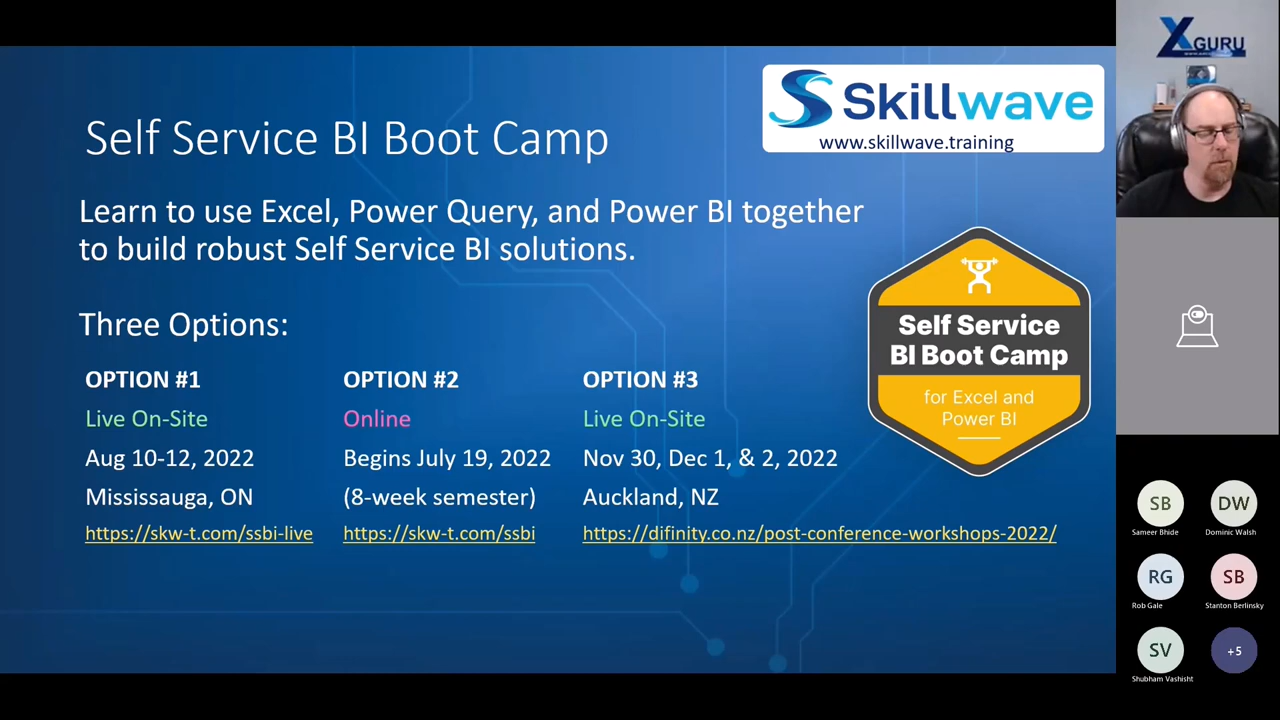 Self Service BI Boot Camp
Skillwave
www.skillwave.training
Learn to use Excel, Power Query, and Power BI together
to build robust Self Service BI solutions.
Three Options:
OPTION #1
Live On-Site
Aug 10-12, 2022
Mississauga, ON
https://skw-t.com/ssbi-live
OPTION #2
Online
Begins July 19, 2022
(8-week semester)
https://skw-t.com/ssbi
OPTION #3
Live On-Site
Nov 30, Dec 1, & 2, 2022
Auckland, NZ
https://difinity.co.nz/post-conference-workshops-2022/
Self Service
BI Boot Camp
for Excel and
Power BI
XLGURU
SB
Sameer Bhide
DW
Dominic Walsh
RG
Rob Gale
SB
Stanton Berlinsky
SV
Shubham Vashisht
+5